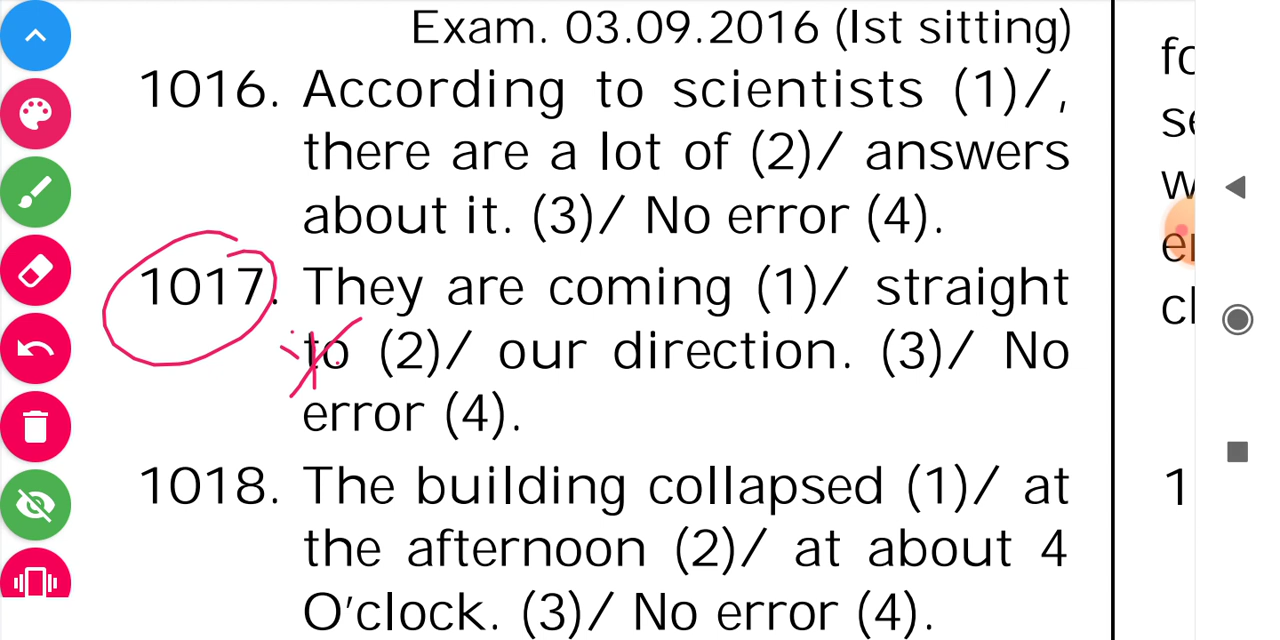 Exam. 03.09.2016 (Ist sitting)
1016. According to scientists (1)/,
there are a lot of (2)/ answers
about it. (3)/ No error (4).
1017. They are coming (1)/ straight
to (2)/ our direction. (3)/ No
error (4).
1018. The building collapsed (1)/ at
the afternoon (2)/ at about 4
O'clock. (3)/ No error (4).
1